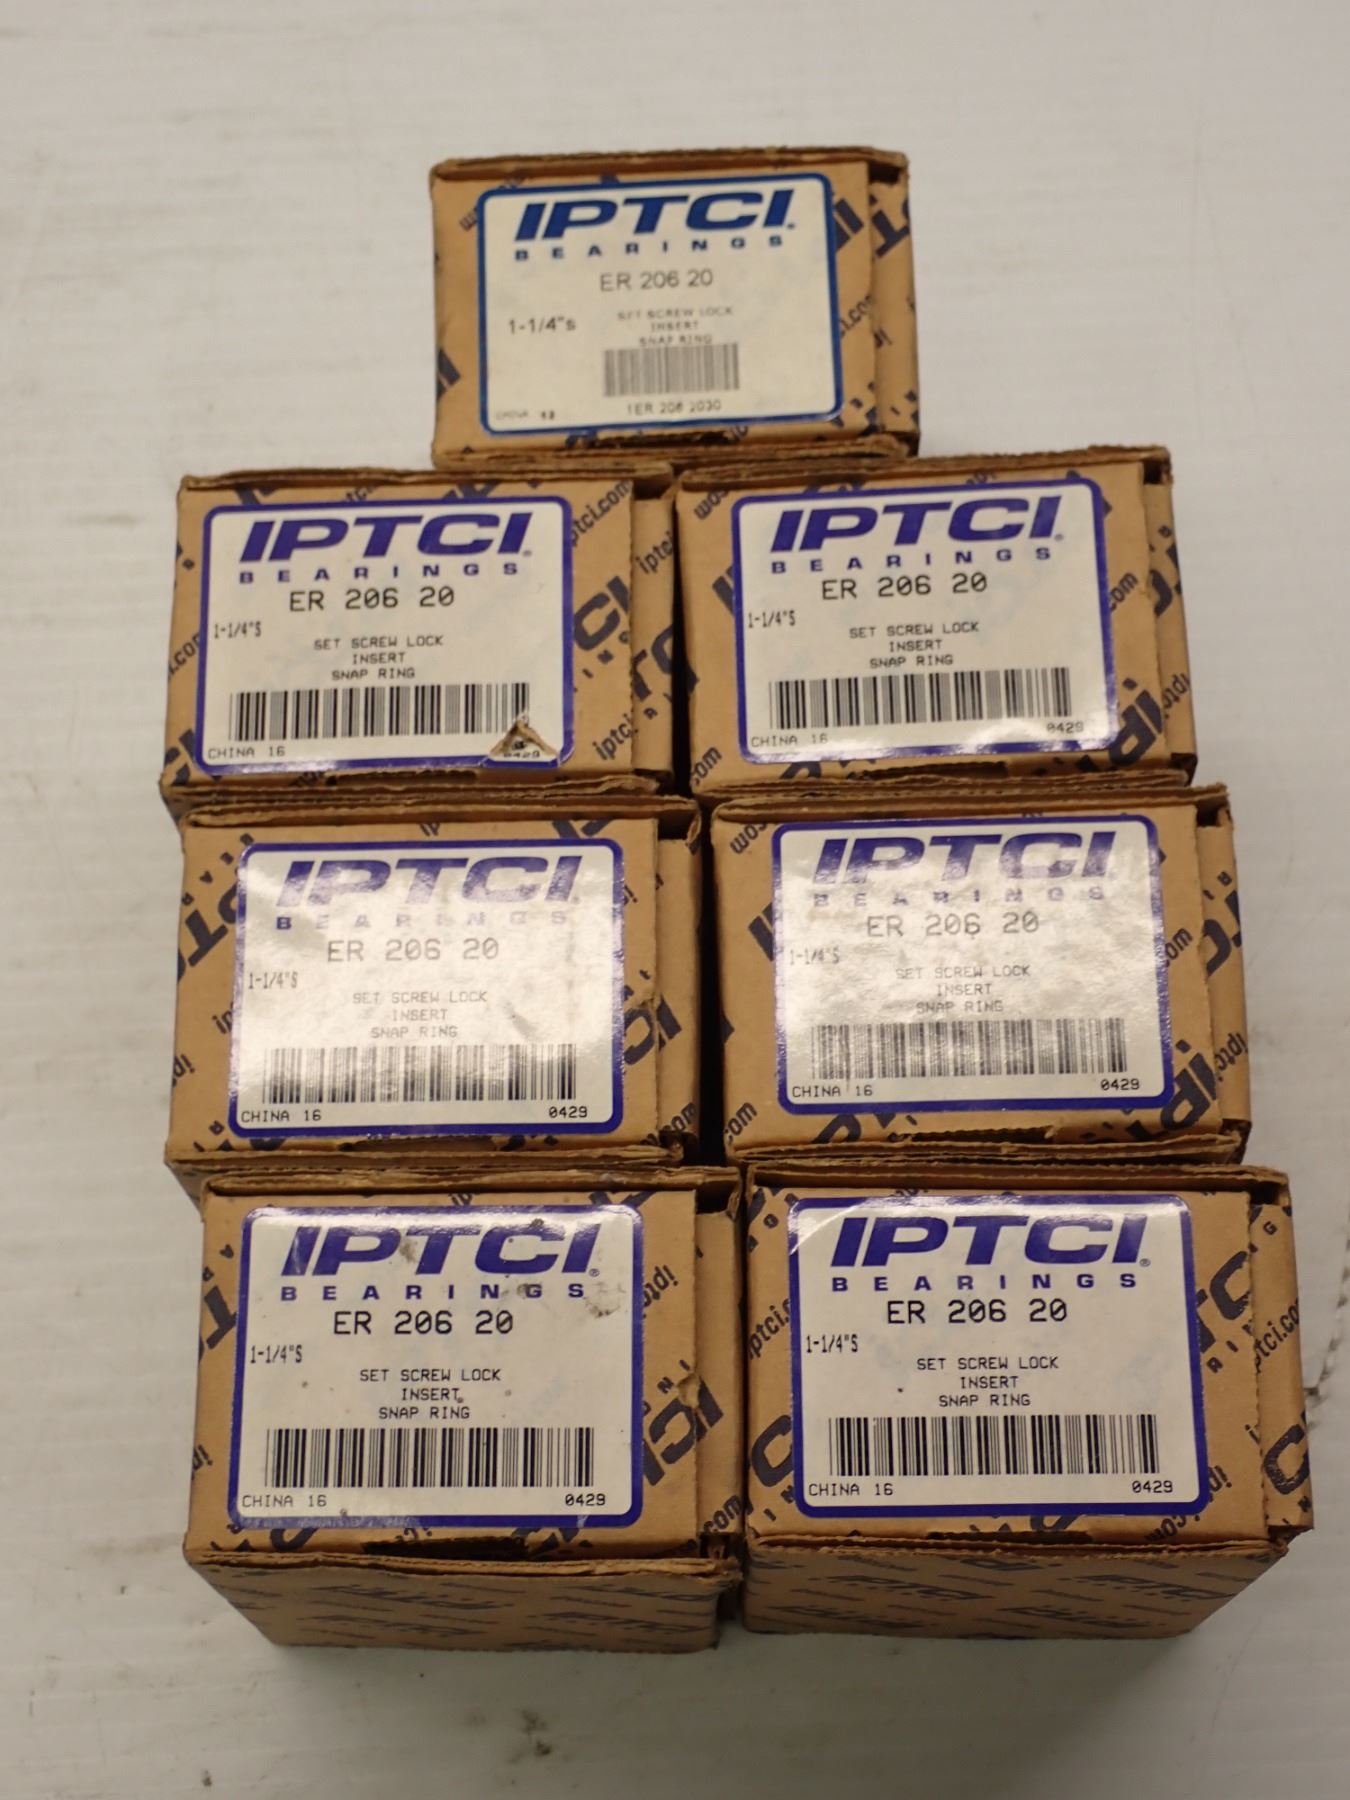 IPTCI
BEARINGS
ER 206 20
1-1/4"s
SET SCREW LOCK
INSERT
SNAP RING
1ER 206 2030
IPTCI
BEARINGS
ER 206 20
1-1/4"S
SET SCREW LOCK
INSERT
SNAP RING
CHINA 16
0429
IPTCI
BEARINGS
ER 206 20
1-1/4"S
SET SCREW LOCK
INSERT
SNAP RING
CHINA 16
0429
IPTCI
BEARINGS
ER 206 20
1-1/4"S
SET SCREW LOCK
INSERT
SNAP RING
CHINA 16
0429
IPTCI
BEARINGS
ER 206 20
1-1/4"S
SET SCREW LOCK
INSERT
SNAP RING
CHINA 16
0429
IPTCI®
BEARINGS
ER 206 20
1-1/4"S
SET SCREW LOCK
INSERT
SNAP RING
CHINA 16
0429
IPTCI®
BEARINGS
ER 206 20
1-1/4"S
SET SCREW LOCK
INSERT
SNAP RING
CHINA 16
0429
iptci.com